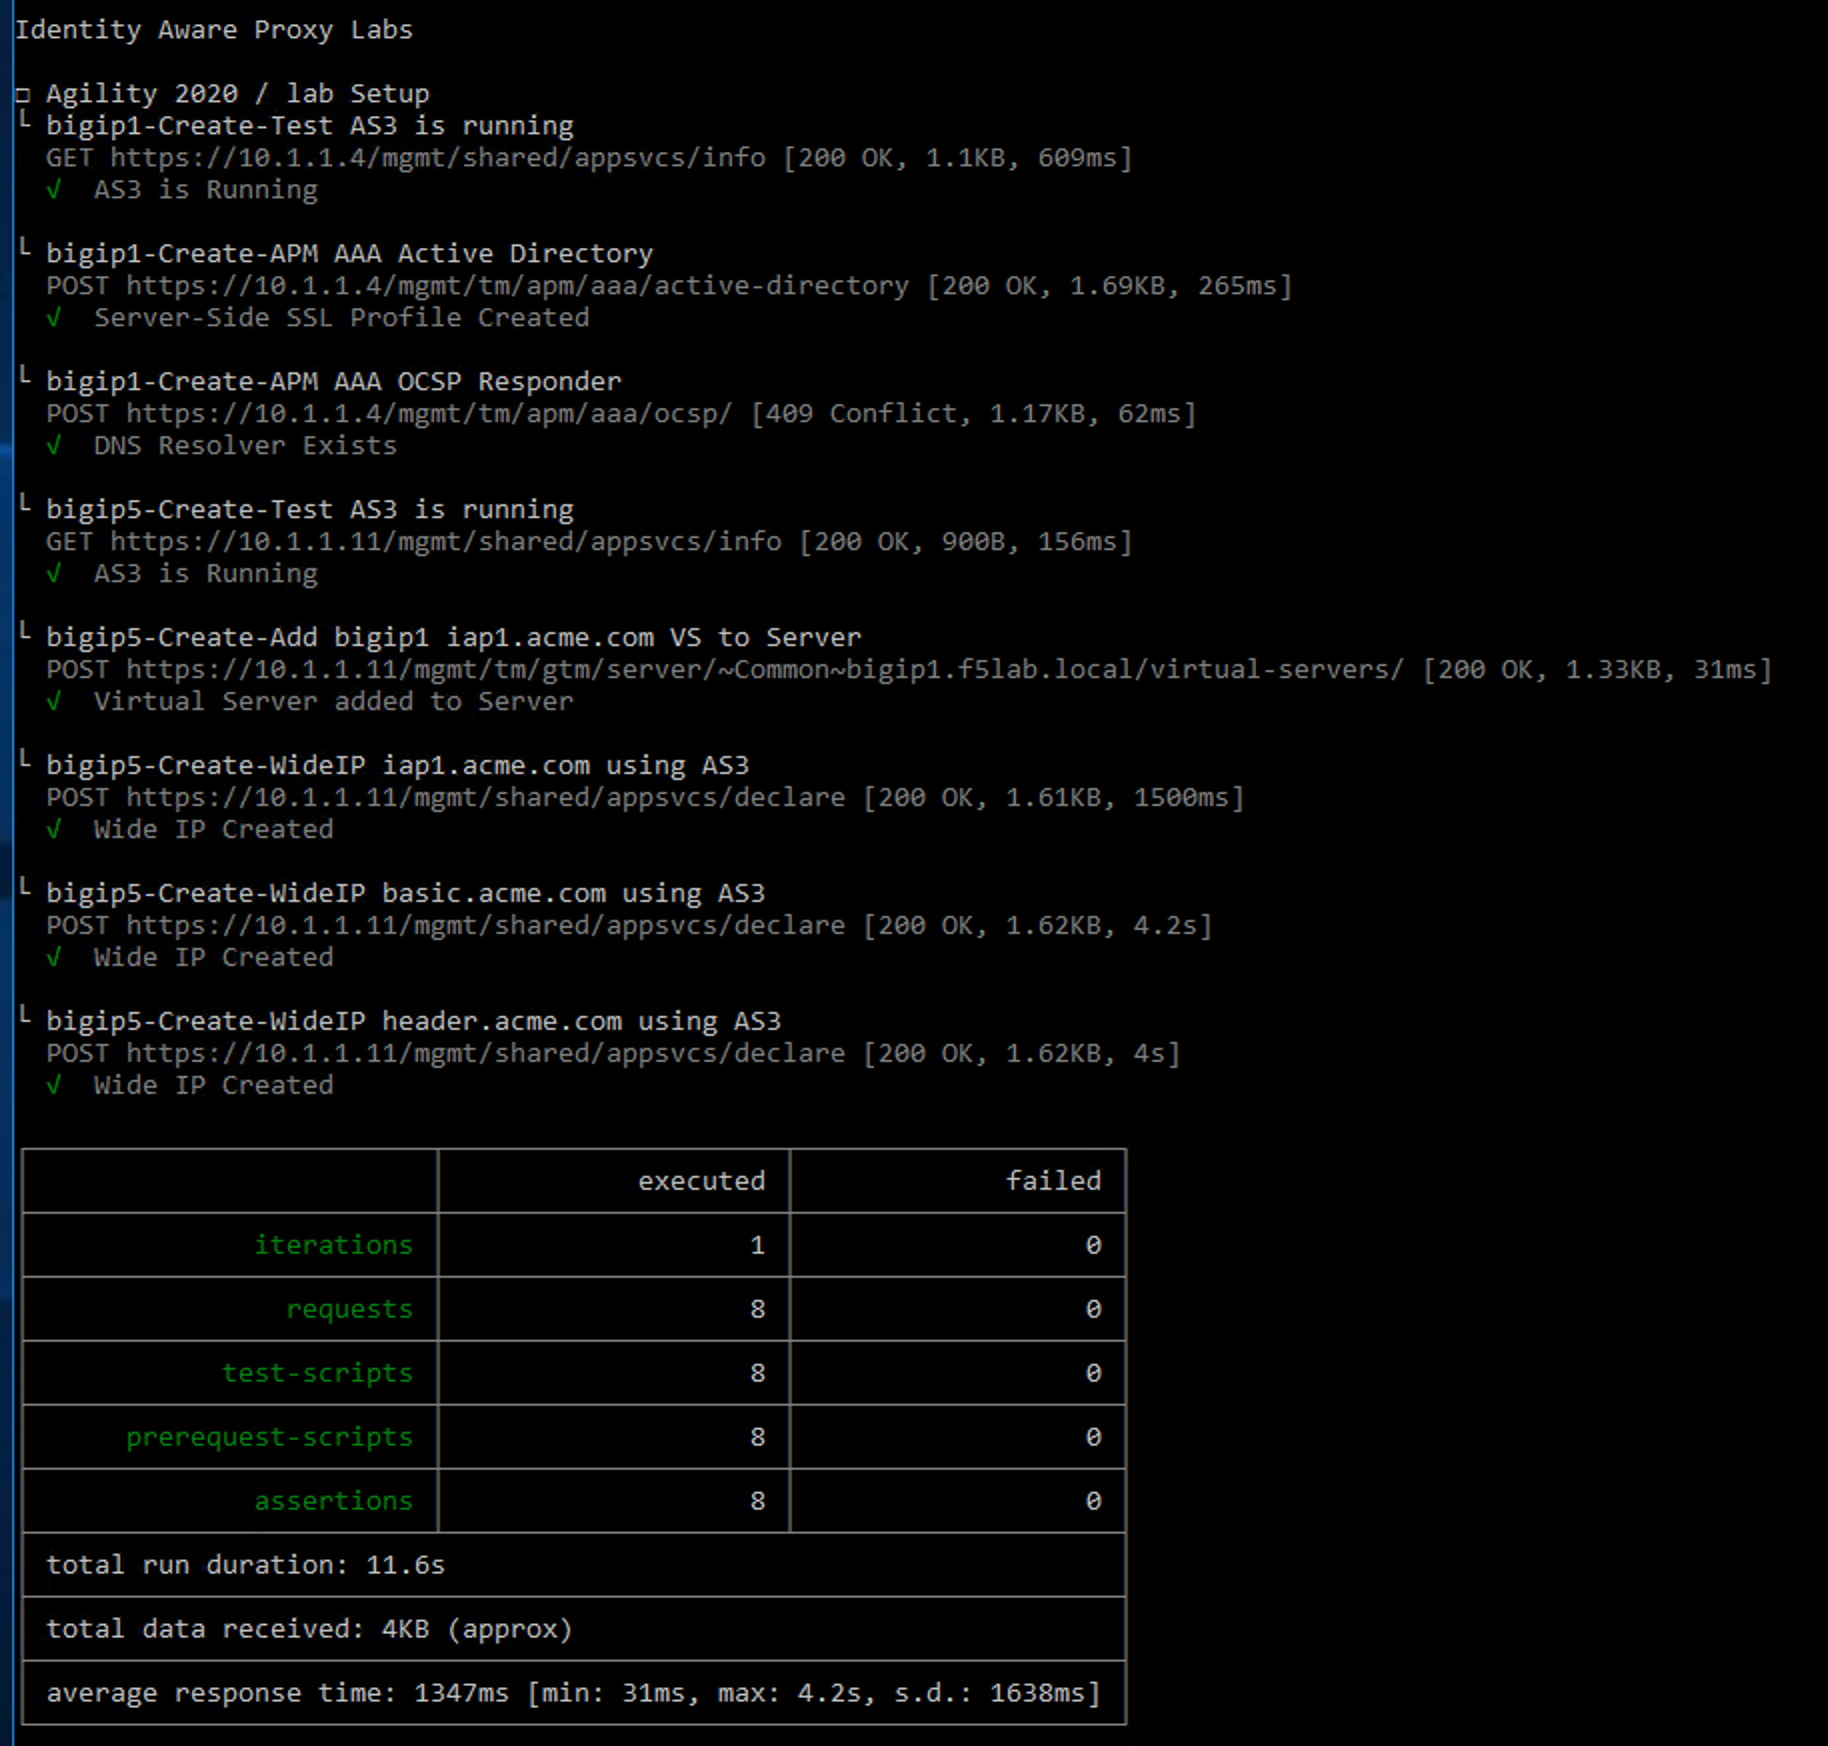 Identity Aware Proxy Labs
□ Agility 2020 / lab Setup
└ bigip1-Create-Test AS3 is running
GET https://10.1.1.4/mgmt/shared/appsvcs/info [200 OK, 1.1KB, 609ms]
√ AS3 is Running
└ bigip1-Create-APM AAA Active Directory
POST https://10.1.1.4/mgmt/tm/apm/aaa/active-directory [200 OK, 1.69KB, 265ms]
√ Server-Side SSL Profile Created
└ bigip1-Create-APM AAA OCSP Responder
POST https://10.1.1.4/mgmt/tm/apm/aaa/ocsp/ [409 Conflict, 1.17KB, 62ms]
√ DNS Resolver Exists
└ bigip5-Create-Test AS3 is running
GET https://10.1.1.11/mgmt/shared/appsvcs/info [200 OK, 900B, 156ms]
√ AS3 is Running
└ bigip5-Create-Add bigip1 iap1.acme.com VS to Server
POST https://10.1.1.11/mgmt/tm/gtm/server/~Common~bigip1.f5lab.local/virtual-servers/ [200 OK, 1.33KB, 31ms]
√ Virtual Server added to Server
└ bigip5-Create-WideIP iap1.acme.com using AS3
POST https://10.1.1.11/mgmt/shared/appsvcs/declare [200 OK, 1.61KB, 1500ms]
√ Wide IP Created
└ bigip5-Create-WideIP basic.acme.com using AS3
POST https://10.1.1.11/mgmt/shared/appsvcs/declare [200 OK, 1.62KB, 4.2s]
√ Wide IP Created
└ bigip5-Create-WideIP header.acme.com using AS3
POST https://10.1.1.11/mgmt/shared/appsvcs/declare [200 OK, 1.62KB, 4s]
√ Wide IP Created
executed failed
iterations 1 0
requests 8 0
test-scripts 8 0
prerequest-scripts 8 0
assertions 8 0
total run duration: 11.6s
total data received: 4KB (approx)
average response time: 1347ms [min: 31ms, max: 4.2s, s.d.: 1638ms]